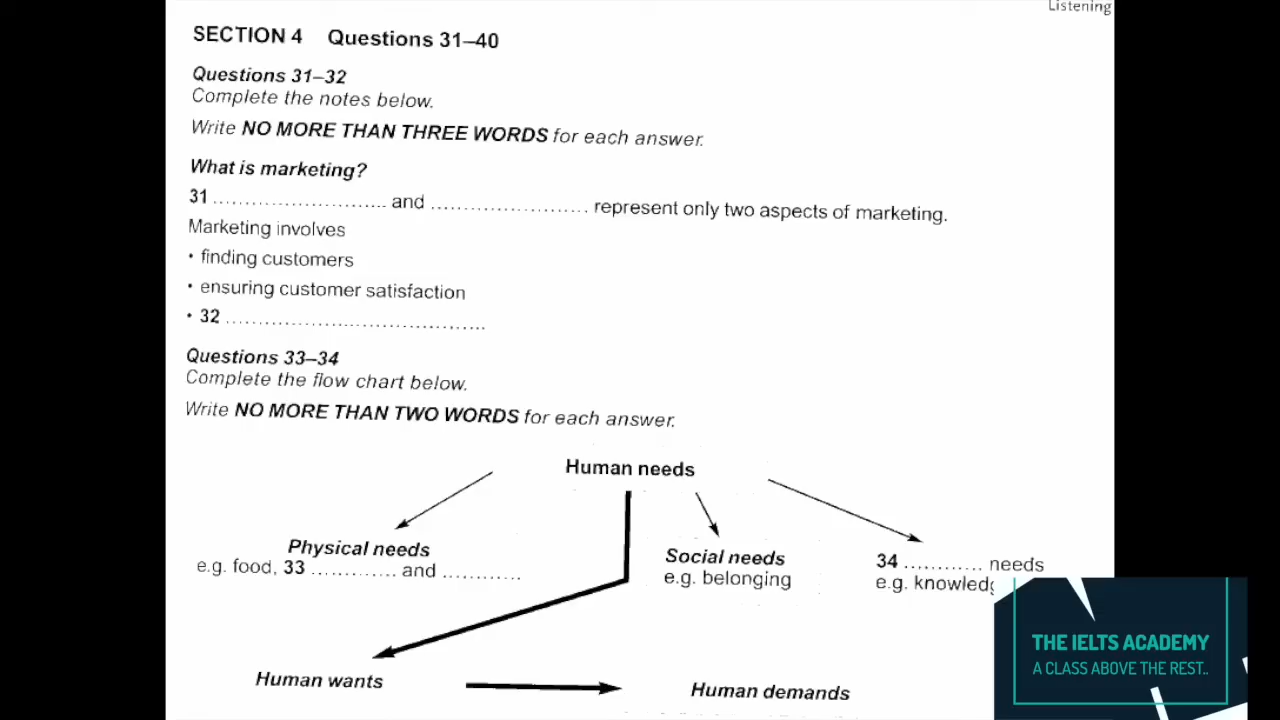 Listening
SECTION 4 Questions 31–40
Questions 31–32
Complete the notes below.
Write NO MORE THAN THREE WORDS for each answer.
What is marketing?
31 .......................... and ........................ represent only two aspects of marketing.
Marketing involves
• finding customers
• ensuring customer satisfaction
• 32 .......................................
Questions 33–34
Complete the flow chart below.
Write NO MORE THAN TWO WORDS for each answer.
Human needs
Physical needs
e.g. food, 33 ............. and ............
Social needs
e.g. belonging
34 ............ needs
e.g.
Human wants
Human demands
THE IELTS ACADEMY
A CLASS ABOVE THE REST..